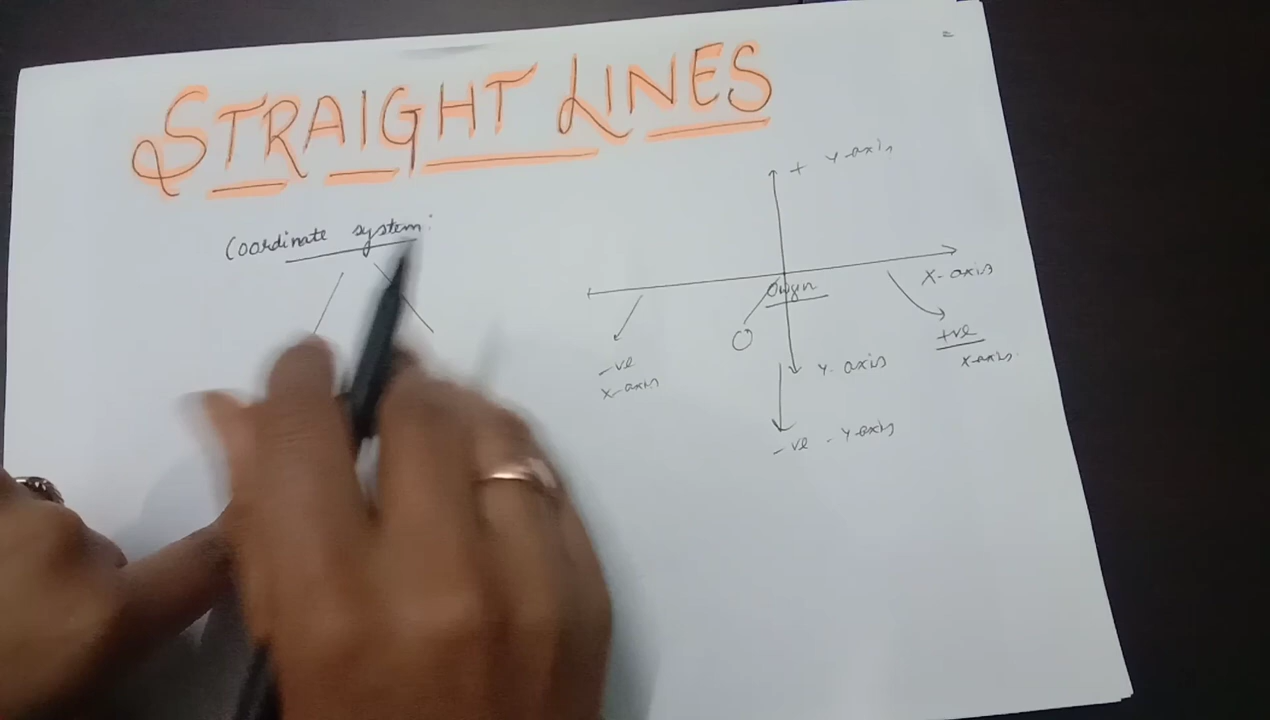 STRAIGHT LINES
Coordinate system:
+ Y-axis
X-axis
Origin
O
+ve
x-axis
-ve
x-axis
Y-axis
-ve - Y-axis